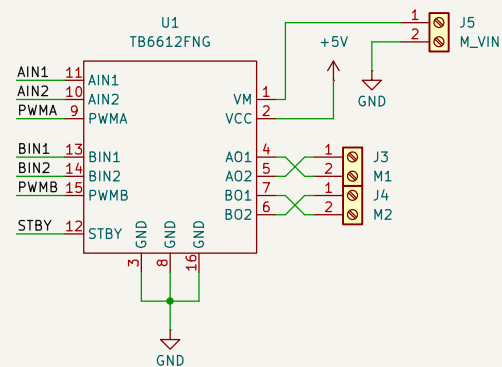 U1
TB6612FNG
+5V
1
2
J5
M_VIN
GND
AIN1
11
AIN1
AIN2
10
AIN2
PWMA
9
PWMA
VM
1
VCC
2
BIN1
13
BIN1
BIN2
14
BIN2
PWMB
15
PWMB
AO1
4
AO2
5
BO1
7
BO2
6
1
J3
2
M1
1
J4
2
M2
STBY
12
STBY
GND
GND
GND
3
8
16
GND